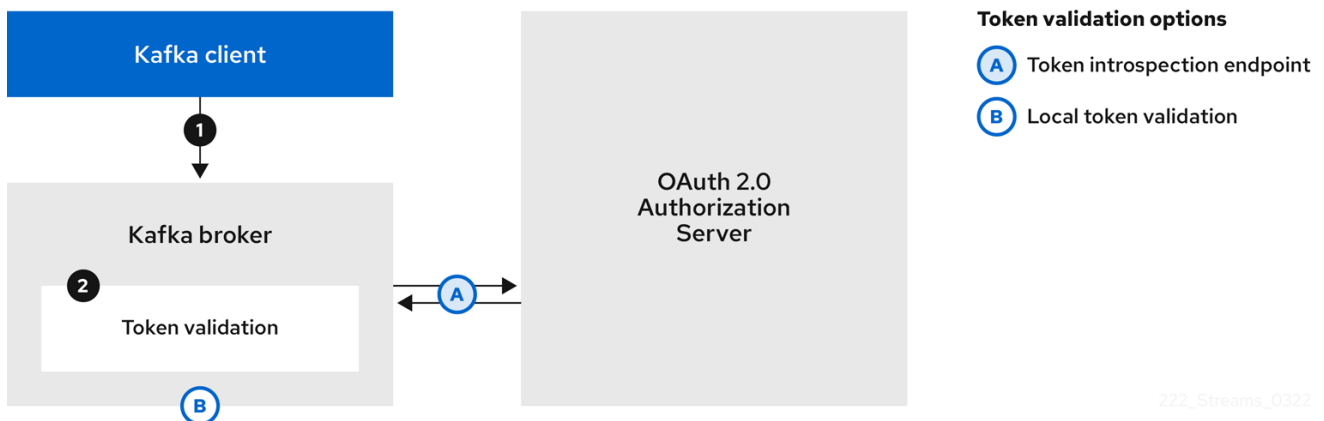 Kafka client
1
Kafka broker
2
Token validation
B
A
OAuth 2.0
Authorization
Server
Token validation options
A Token introspection endpoint
B Local token validation
222_Streams_0322